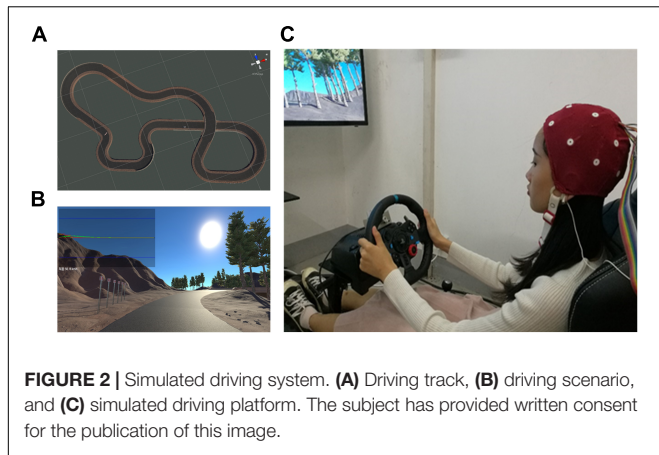 A
C
B
FIGURE 2 | Simulated driving system. (A) Driving track, (B) driving scenario,
and (C) simulated driving platform. The subject has provided written consent
for the publication of this image.